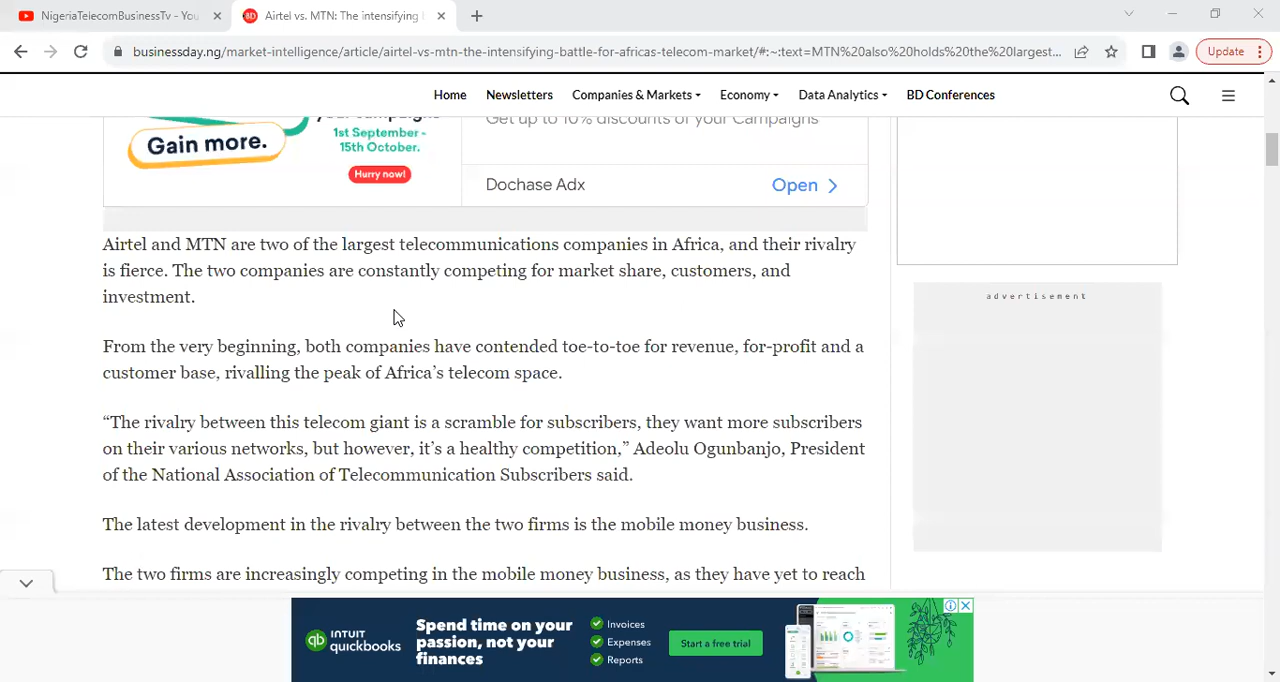 NigeriaTelecomBusinessTv - You
Airtel vs. MTN: The intensifying
businessday.ng/market-intelligence/article/airtel-vs-mtn-the-intensifying-battle-for-africas-telecom-market/#:~:text=MTN%20also%20holds%20the%20largest...
Update
Home Newsletters Companies & Markets Economy Data Analytics BD Conferences
your campaigns
1st September -
15th October.
Gain more.
Hurry now!
Get up to 10% discounts of your Campaigns
Dochase Adx Open
Airtel and MTN are two of the largest telecommunications companies in Africa, and their rivalry
is fierce. The two companies are constantly competing for market share, customers, and
investment.
From the very beginning, both companies have contended toe-to-toe for revenue, for-profit and a
customer base, rivalling the peak of Africa's telecom space.
“The rivalry between this telecom giant is a scramble for subscribers, they want more subscribers
on their various networks, but however, it’s a healthy competition,” Adeolu Ogunbanjo, President
of the National Association of Telecommunication Subscribers said.
The latest development in the rivalry between the two firms is the mobile money business.
The two firms are increasingly competing in the mobile money business, as they have yet to reach
advertisement
qb INTUIT quickbooks
Spend time on your
passion, not your
finances
Invoices
Expenses
Reports
Start a free trial